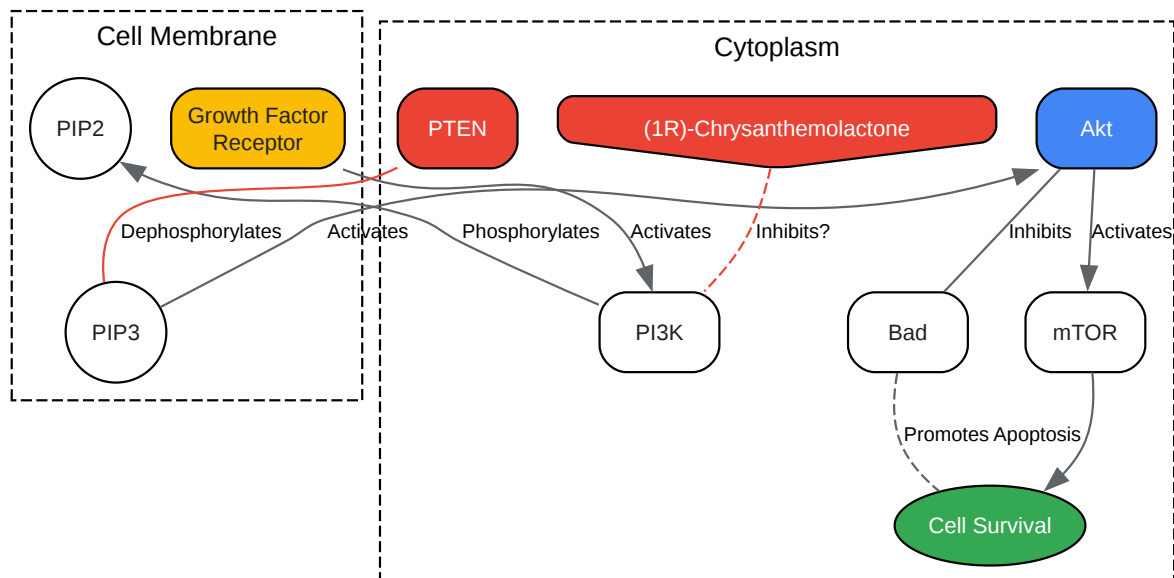 Cell Membrane
Cytoplasm
PIP2
Growth Factor
Receptor
PTEN
(1R)-Chrysanthemolactone
Akt
Dephosphorylates
Activates
Phosphorylates
Activates
Inhibits?
Inhibits
Activates
PIP3
PI3K
Bad
mTOR
Promotes Apoptosis
Cell Survival